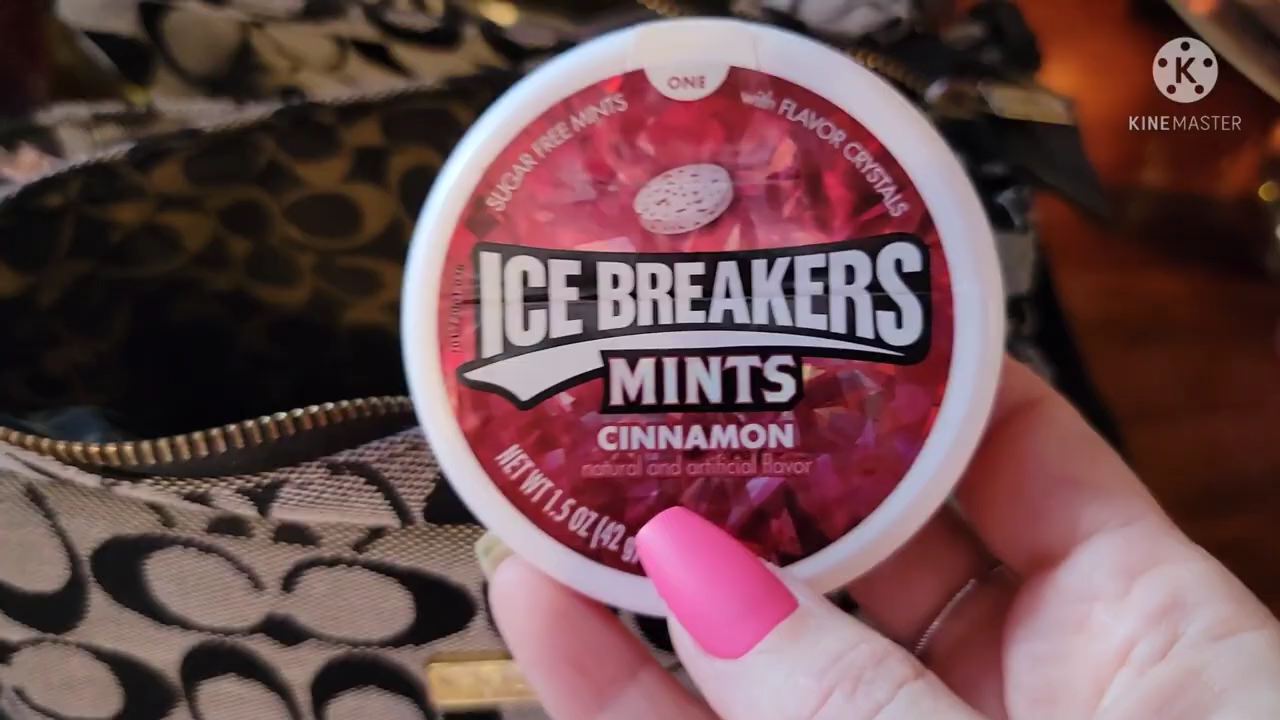 ONE
SUGAR FREE MINTS
with FLAVOR CRYSTALS
ICE BREAKERS
MINTS
CINNAMON
natural and artificial flavor
NET WT 1.5 OZ (42 g
K
KINEMASTER